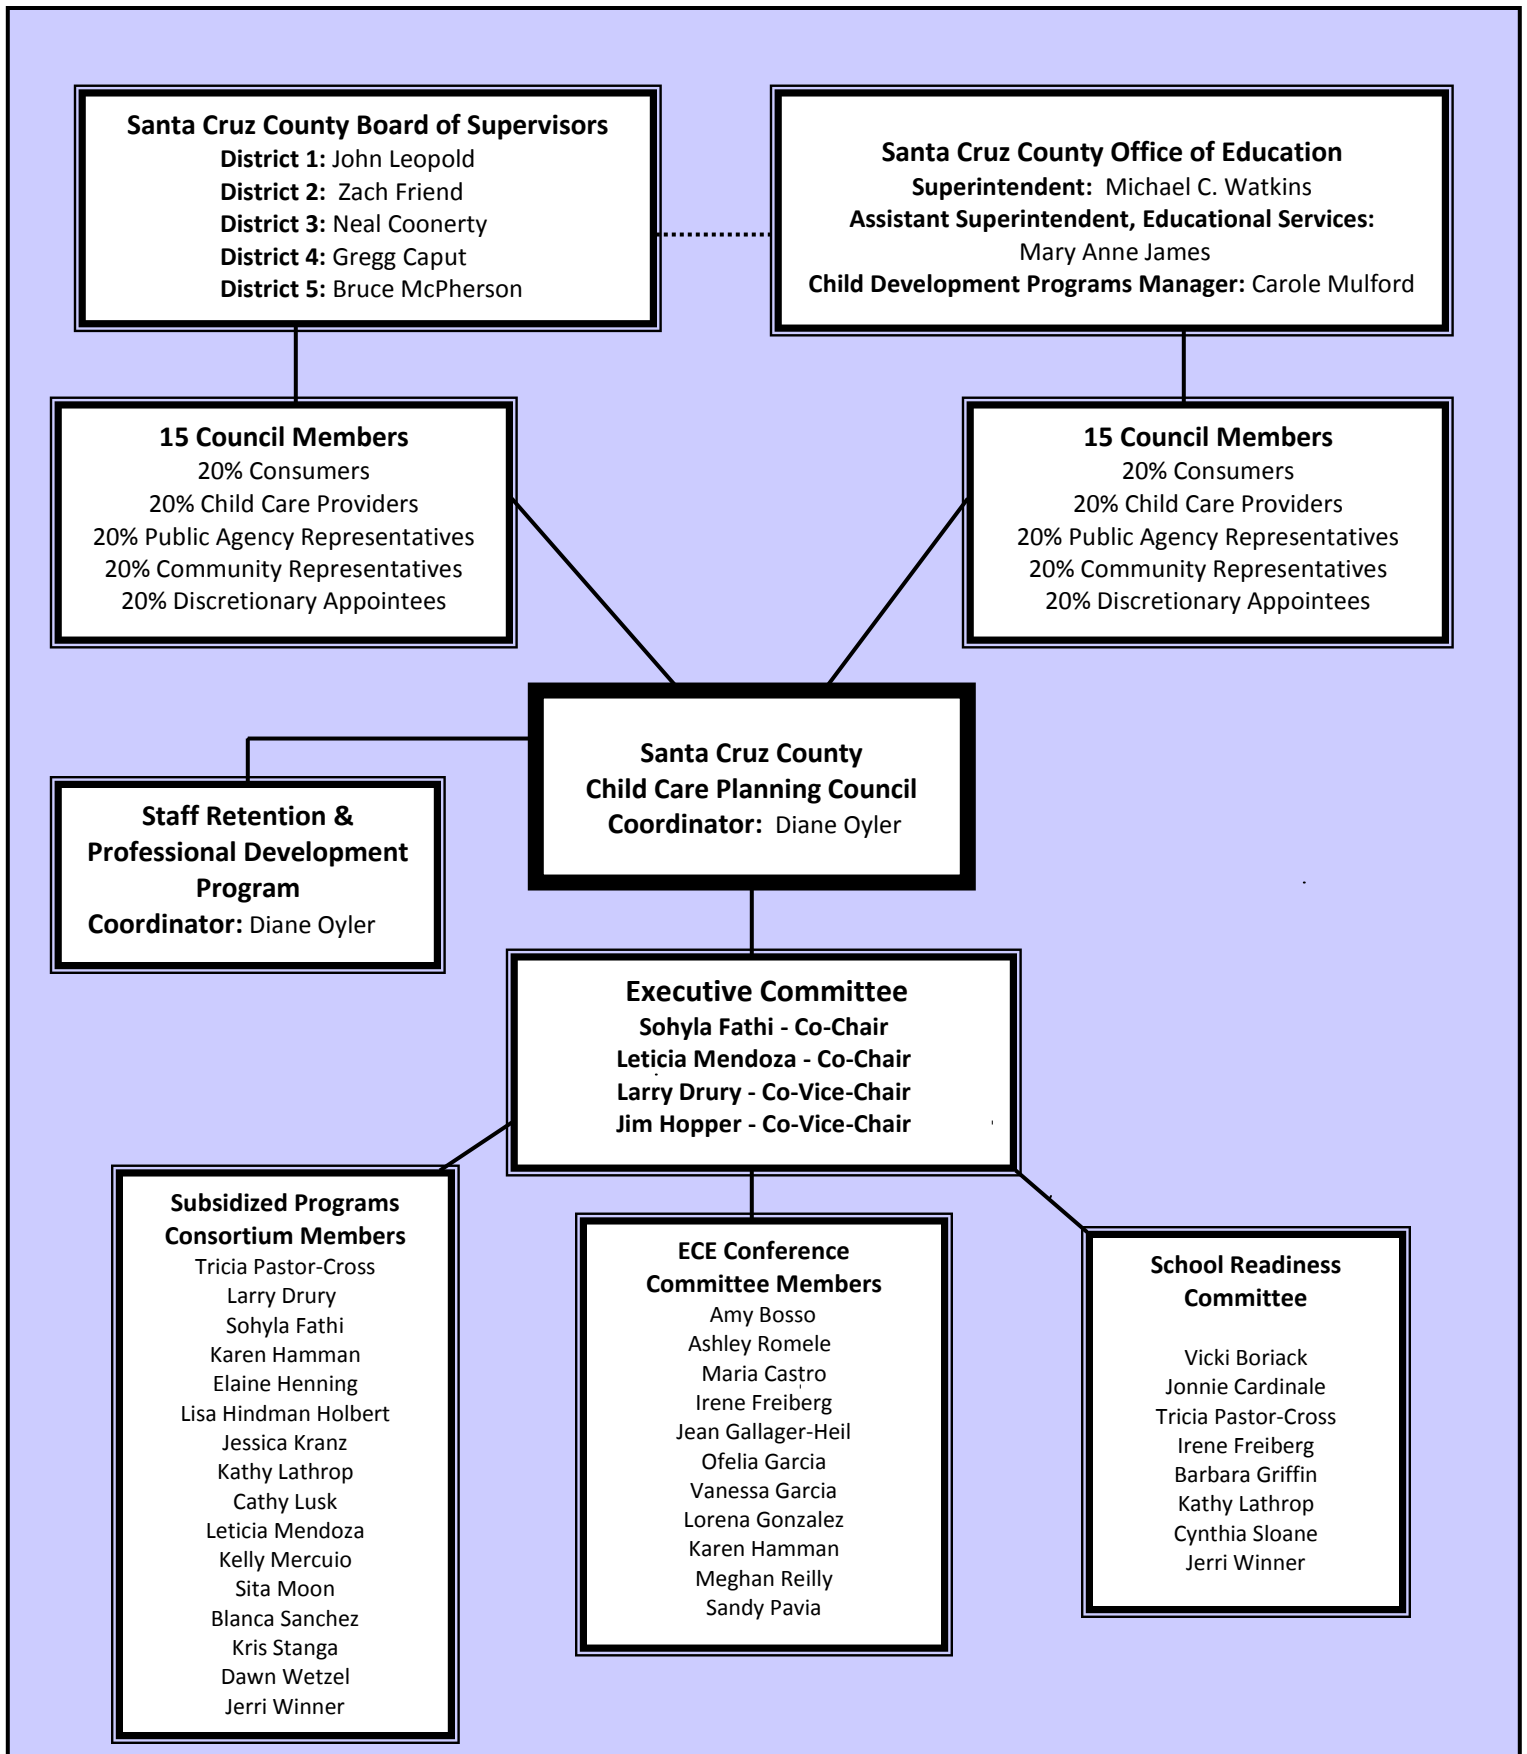 Santa Cruz County Board of Supervisors
District 1: John Leopold
District 2: Zach Friend
District 3: Neal Coonerty
District 4: Gregg Caput
District 5: Bruce McPherson
Santa Cruz County Office of Education
Superintendent: Michael C. Watkins
Assistant Superintendent, Educational Services:
Mary Anne James
Child Development Programs Manager: Carole Mulford
15 Council Members
20% Consumers
20% Child Care Providers
20% Public Agency Representatives
20% Community Representatives
20% Discretionary Appointees
15 Council Members
20% Consumers
20% Child Care Providers
20% Public Agency Representatives
20% Community Representatives
20% Discretionary Appointees
Santa Cruz County
Child Care Planning Council
Coordinator: Diane Oyler
Staff Retention &
Professional Development
Program
Coordinator: Diane Oyler
Executive Committee
Sohyla Fathi - Co-Chair
Leticia Mendoza - Co-Chair
Larry Drury - Co-Vice-Chair
Jim Hopper - Co-Vice-Chair
Subsidized Programs
Consortium Members
Tricia Pastor-Cross
Larry Drury
Sohyla Fathi
Karen Hamman
Elaine Henning
Lisa Hindman Holbert
Jessica Kranz
Kathy Lathrop
Cathy Lusk
Leticia Mendoza
Kelly Mercuio
Sita Moon
Blanca Sanchez
Kris Stanga
Dawn Wetzel
Jerri Winner
ECE Conference
Committee Members
Amy Bosso
Ashley Romele
Maria Castro
Irene Freiberg
Jean Gallager-Heil
Ofelia Garcia
Vanessa Garcia
Lorena Gonzalez
Karen Hamman
Meghan Reilly
Sandy Pavia
School Readiness
Committee
Vicki Boriack
Jonnie Cardinale
Tricia Pastor-Cross
Irene Freiberg
Barbara Griffin
Kathy Lathrop
Cynthia Sloane
Jerri Winner